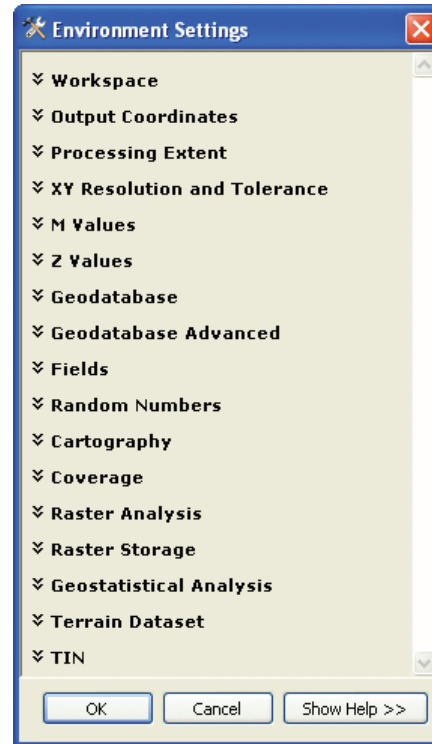 Environment Settings
Workspace
Output Coordinates
Processing Extent
XY Resolution and Tolerance
M Values
Z Values
Geodatabase
Geodatabase Advanced
Fields
Random Numbers
Cartography
Coverage
Raster Analysis
Raster Storage
Geostatistical Analysis
Terrain Dataset
TIN
OK Cancel Show Help >>